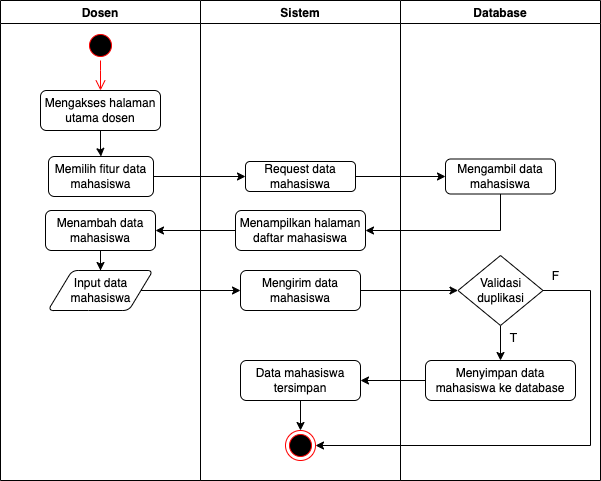 Dosen
Sistem
Database
Mengakses halaman
utama dosen
Memilih fitur data
mahasiswa
Request data
mahasiswa
Mengambil data
mahasiswa
Menambah data
mahasiswa
Menampilkan halaman
daftar mahasiswa
Input data
mahasiswa
Mengirim data
mahasiswa
Validasi
duplikasi
F
T
Data mahasiswa
tersimpan
Menyimpan data
mahasiswa ke database